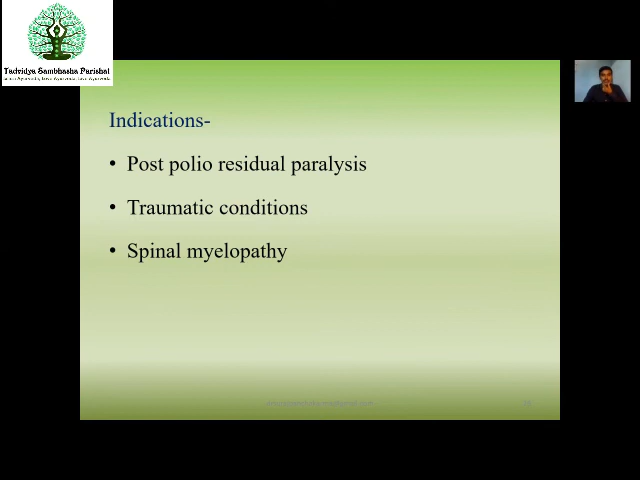 Tadvidya Sambhasha Parishat
Indications-
• Post polio residual paralysis
• Traumatic conditions
• Spinal myelopathy